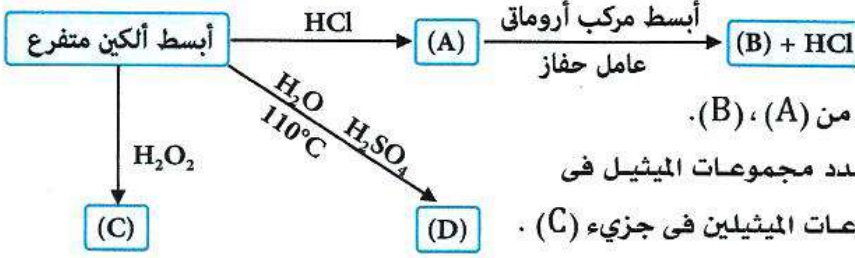 أبسط ألكين متفرع
HCl
(A)
أبسط مركب أروماتى
عامل حفاز
(B) + HCl
H₂O
110°C H₂SO₄
H₂O₂
(C)
(D)
من (A)، (B).
عدد مجموعات الميثيل فى
عات الميثيلين فى جزيء (C).